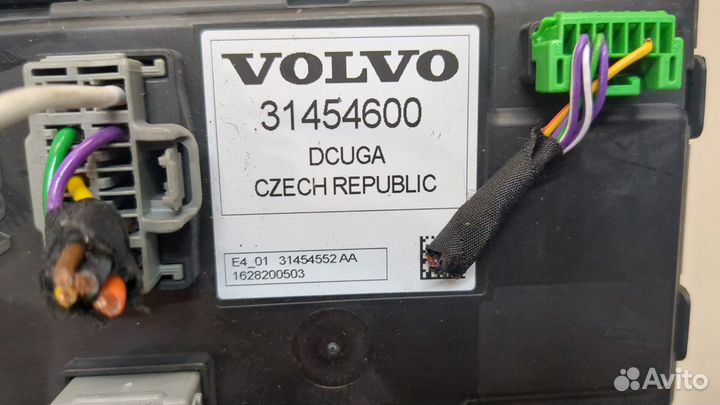 VOLVO
31454600
DCUGA
CZECH REPUBLIC
E4_01 31454552 AA
1628200503
Avito